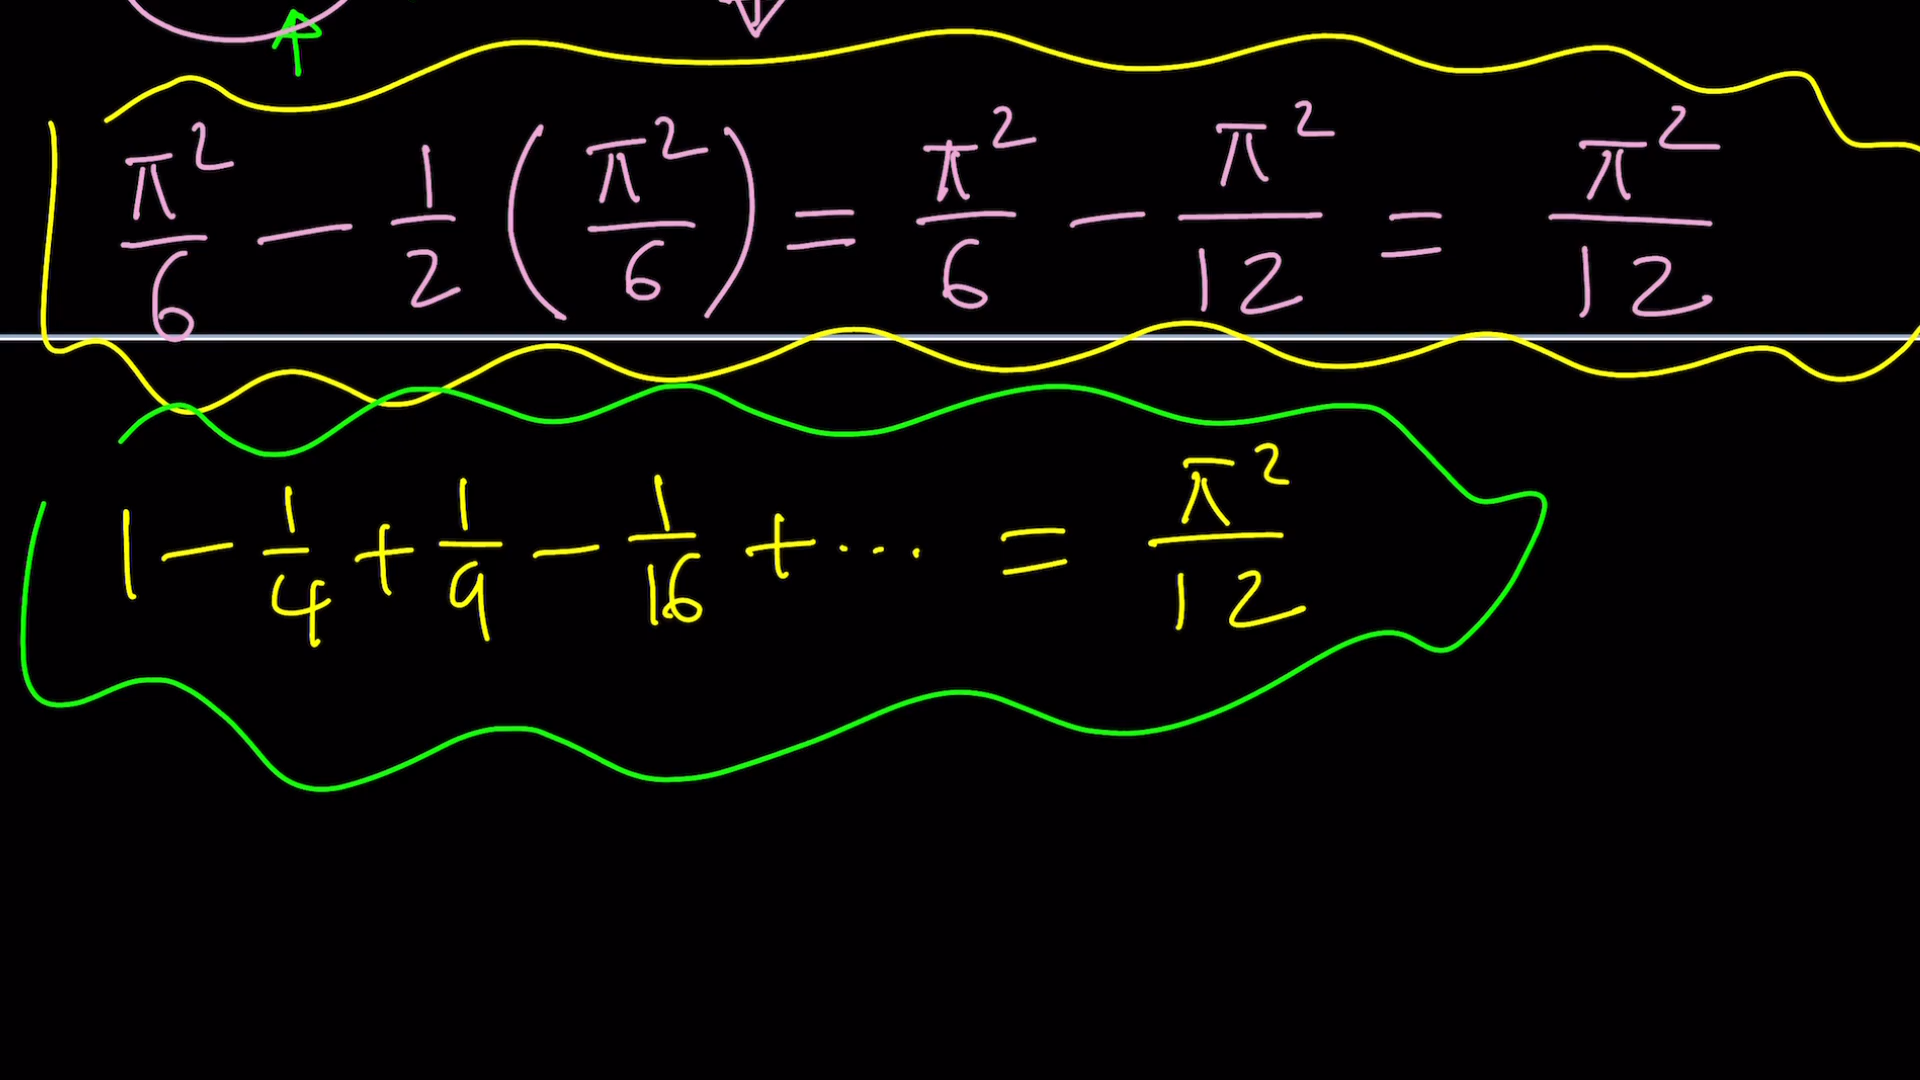 π²/6 − 1/2 (π²/6) = π²/6 − π²/12 = π²/12
1 − 1/4 + 1/9 − 1/16 + ··· = π²/12